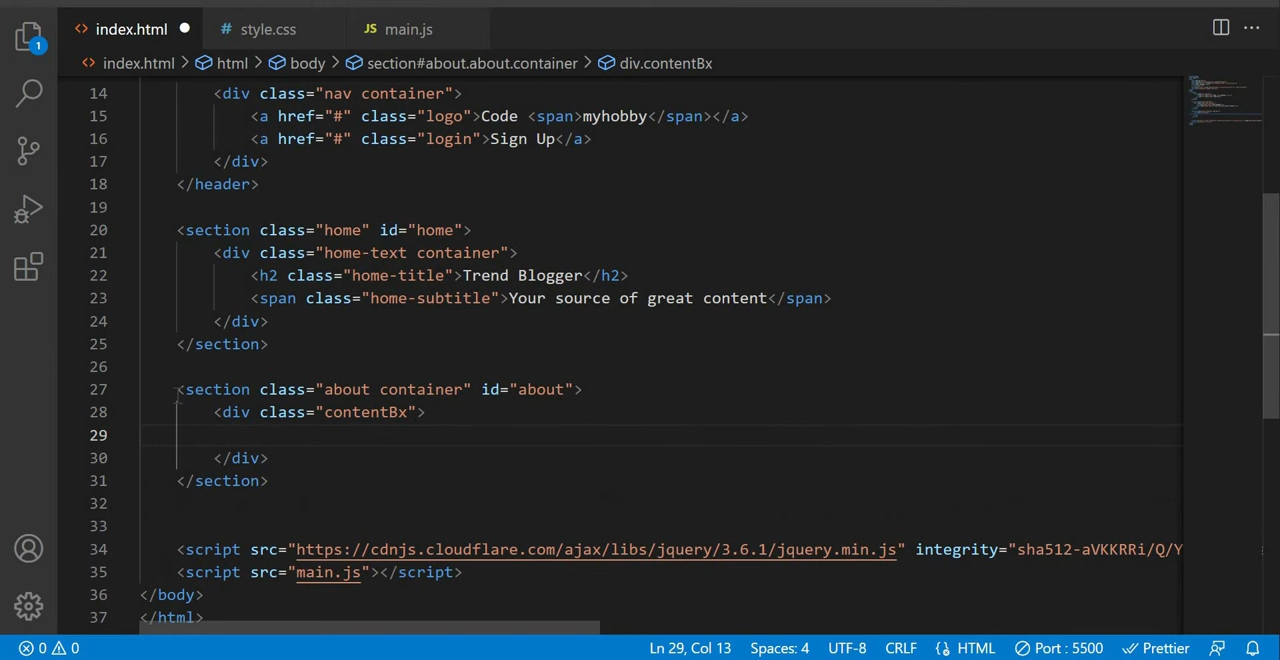 1
index.html
# style.css
JS main.js
index.html > html > body > section#about.about.container > div.contentBx
14 <div class="nav container">
15 <a href="#" class="logo">Code <span>myhobby</span></a>
16 <a href="#" class="login">Sign Up</a>
17 </div>
18 </header>
19
20 <section class="home" id="home">
21 <div class="home-text container">
22 <h2 class="home-title">Trend Blogger</h2>
23 <span class="home-subtitle">Your source of great content</span>
24 </div>
25 </section>
26
27 <section class="about container" id="about">
28 <div class="contentBx">
29
30 </div>
31 </section>
32
33
34 <script src="https://cdnjs.cloudflare.com/ajax/libs/jquery/3.6.1/jquery.min.js" integrity="sha512-aVKKRRi/Q/Y
35 <script src="main.js"></script>
36 </body>
37 </html>
0 0 Ln 29, Col 13 Spaces: 4 UTF-8 CRLF HTML Port : 5500 Prettier